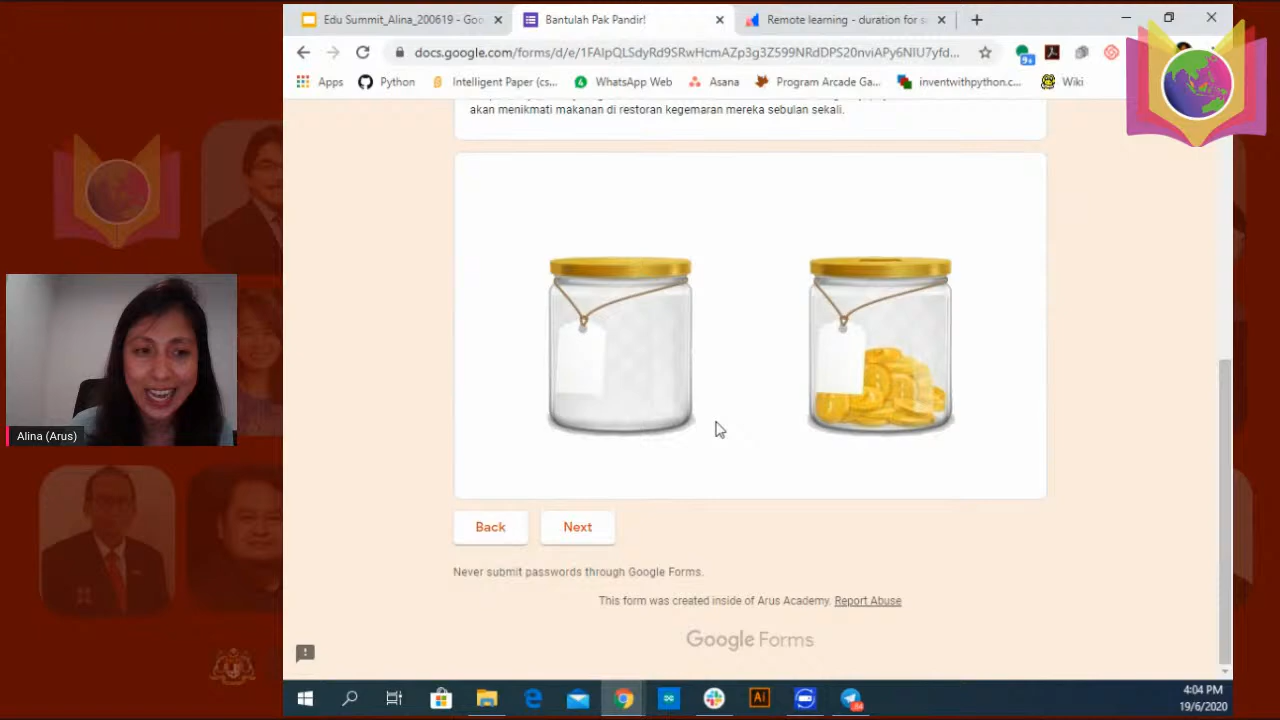 Edu Summit_Alina_200619 - Goo
Bantulah Pak Pandir!
Remote learning - duration for s
docs.google.com/forms/d/e/1FAIpQLSdyRd9SRwHcmAZp3g3Z599NRdDPS20nviAPy6NlU7yfd...
Apps
Python
Intelligent Paper (cs...
WhatsApp Web
Asana
Program Arcade Ga...
inventwithpython.c...
Wiki
akan menikmati makanan di restoran kegemaran mereka sebulan sekali.
Alina (Arus)
Back
Next
Never submit passwords through Google Forms.
This form was created inside of Arus Academy. Report Abuse
Google Forms
4:04 PM
19/6/2020